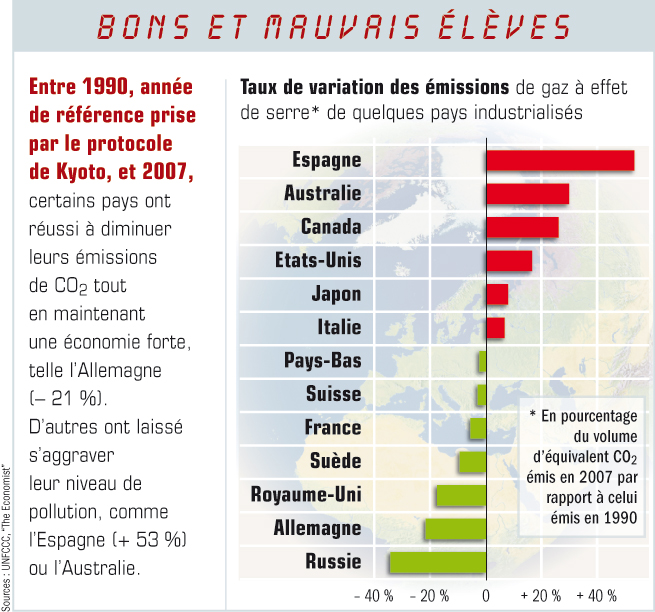 BONS ET MAUVAIS ÉLÈVES
Entre 1990, année
de référence prise
par le protocole
de Kyoto, et 2007,
certains pays ont
réussi à diminuer
leurs émissions
de CO2 tout
en maintenant
une économie forte,
telle l'Allemagne
(– 21 %).
D'autres ont laissé
s'aggraver
leur niveau de
pollution, comme
l'Espagne (+ 53 %)
ou l'Australie.
Taux de variation des émissions de gaz à effet
de serre* de quelques pays industrialisés
Espagne
Australie
Canada
Etats-Unis
Japon
Italie
Pays-Bas
Suisse
France
Suède
Royaume-Uni
Allemagne
Russie
– 40 % – 20 % 0 + 20 % + 40 %
* En pourcentage
du volume
d'équivalent CO2
émis en 2007 par
rapport à celui
émis en 1990
Sources : UNFCCC, "The Economist"